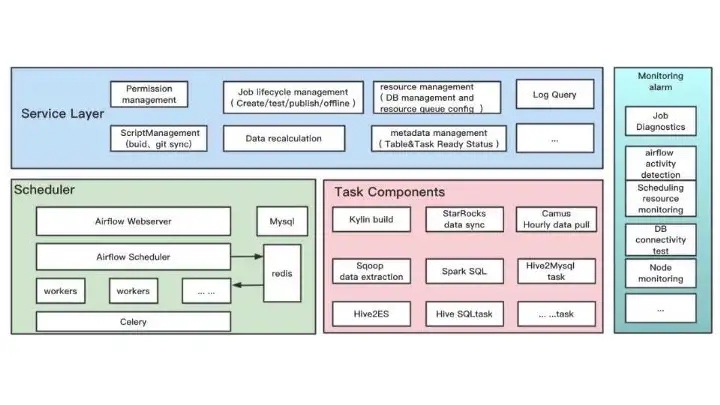 Service Layer
Permission
management
Job lifecycle management
( Create/test/publish/offline )
resource management
( DB management and
resource queue config )
Log Query
ScriptManagement
(buid、git sync)
Data recalculation
metadata management
( Table&Task Ready Status )
...
Scheduler
Airflow Webserver
Mysql
Airflow Scheduler
redis
workers
workers
... ...
Celery
Task Components
Kylin build
StarRocks
data sync
Camus
Hourly data pull
Sqoop
data extraction
Spark SQL
Hive2Mysql
task
Hive2ES
Hive SQLtask
... ...task
Monitoring
alarm
Job
Diagnostics
airflow
activity
detection
Scheduling
resource
monitoring
DB
connectivity
test
Node
monitoring
...